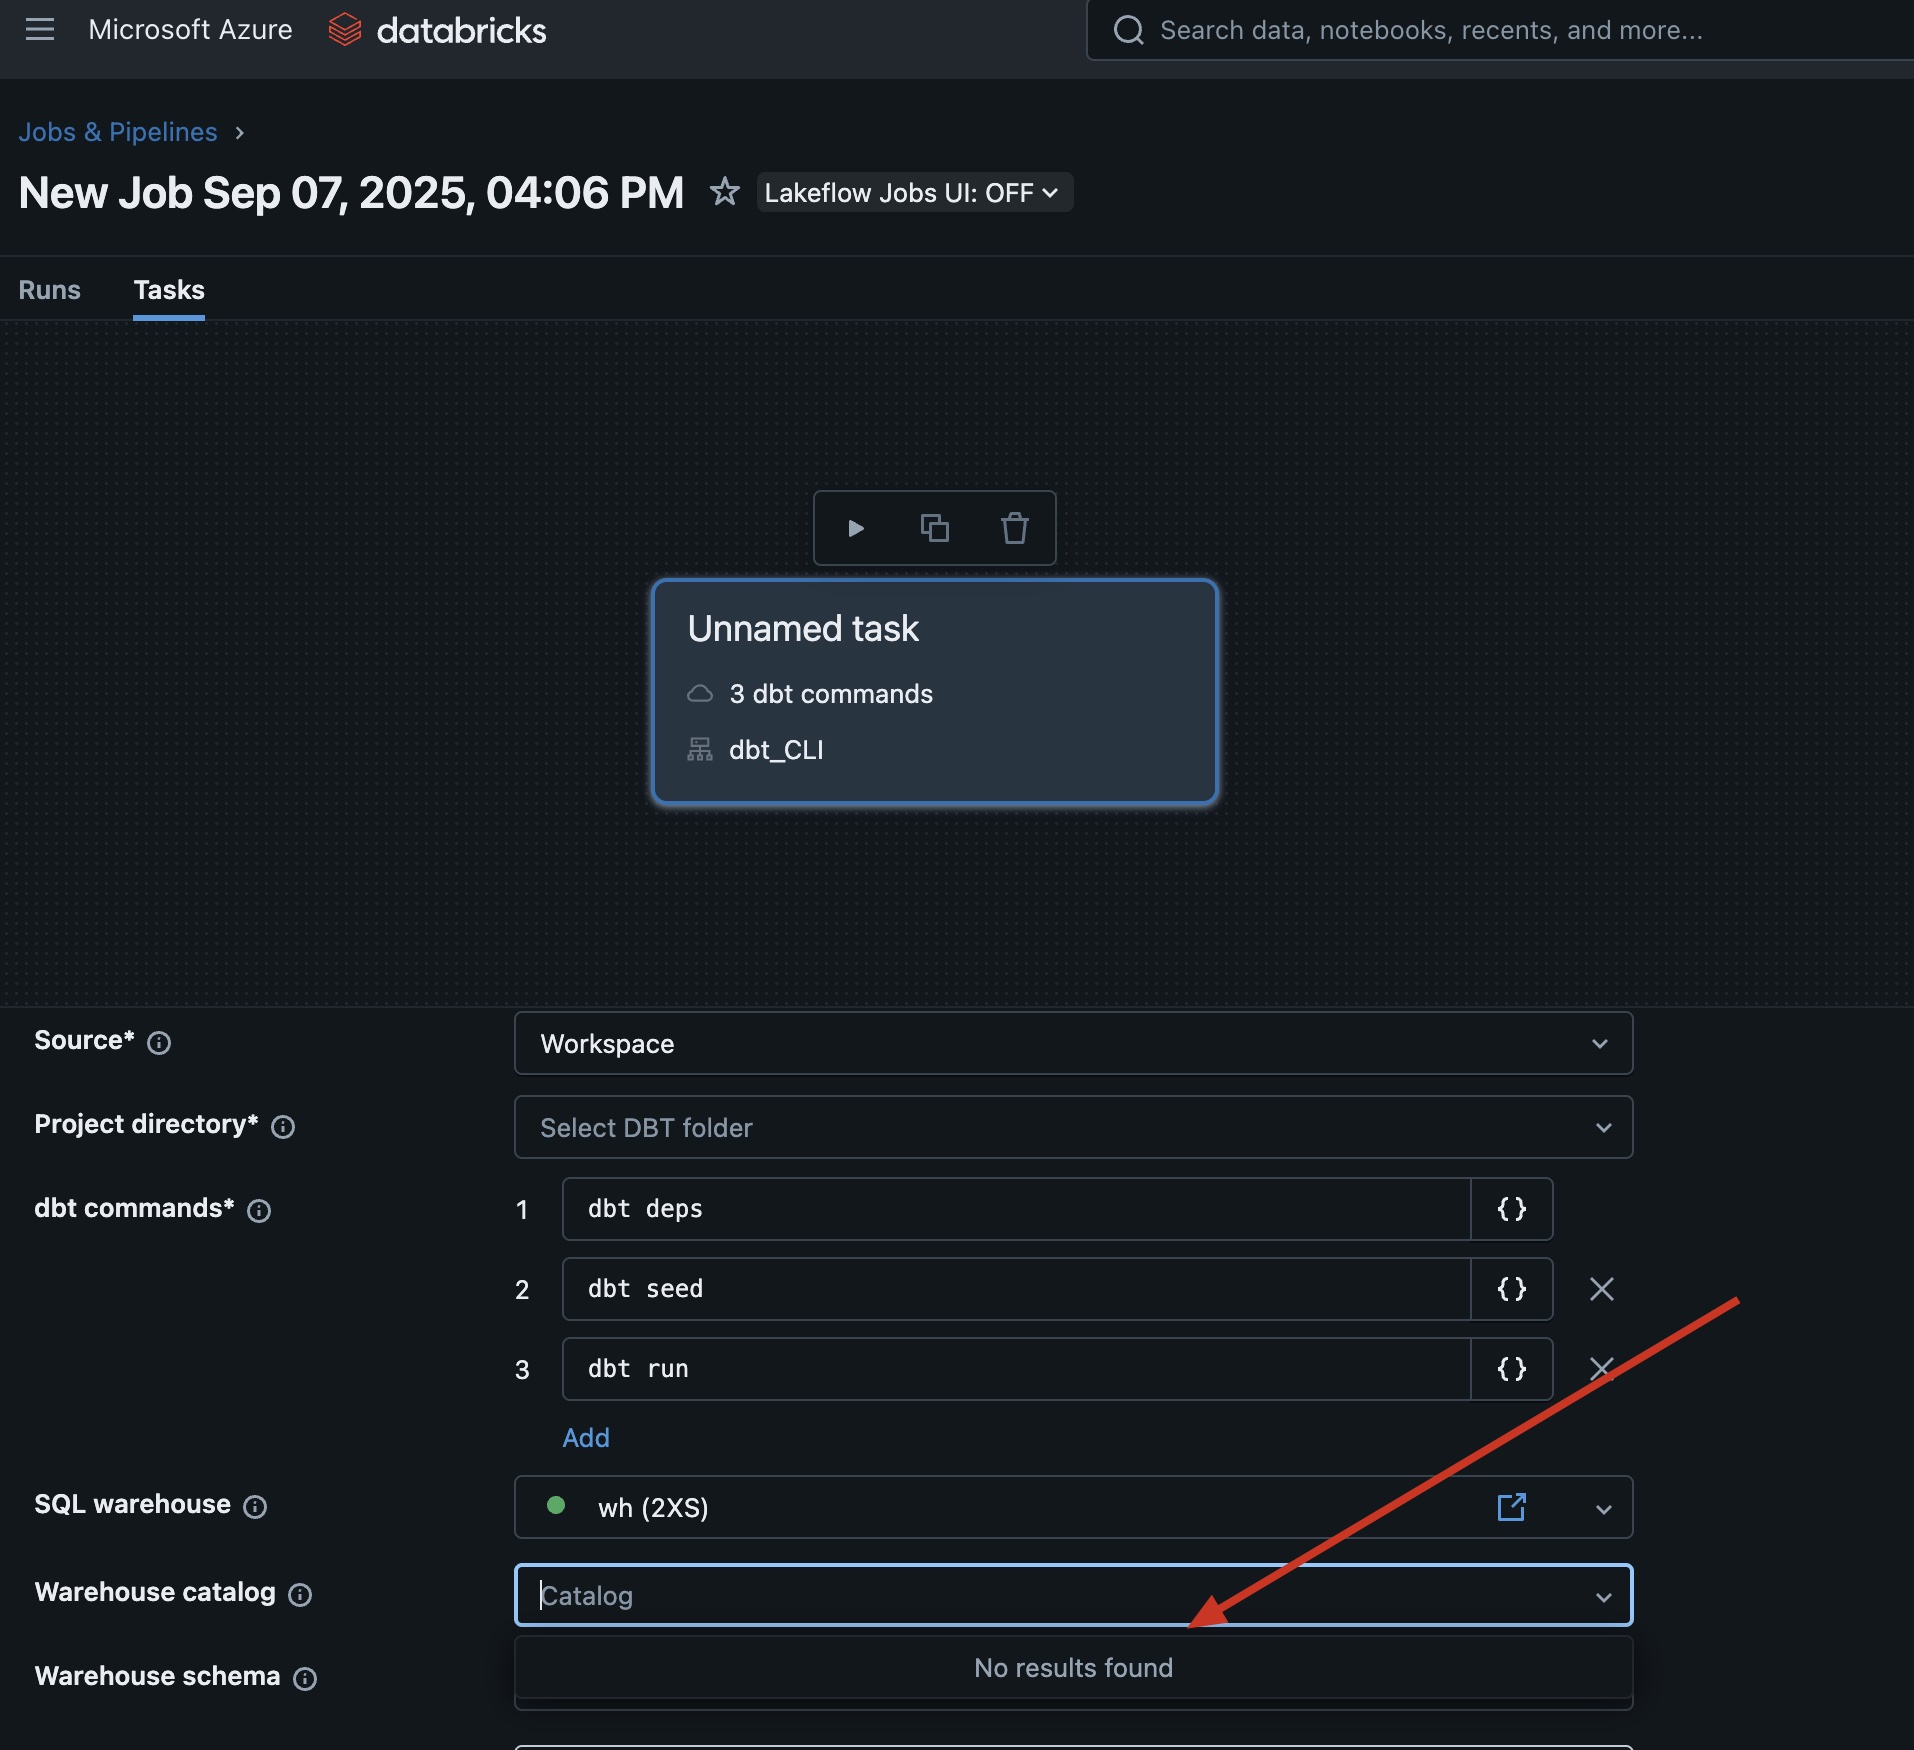 Microsoft Azure databricks Search data, notebooks, recents, and more...
Jobs & Pipelines >
New Job Sep 07, 2025, 04:06 PM Lakeflow Jobs UI: OFF
Runs Tasks
Unnamed task
3 dbt commands
dbt_CLI
Source* Workspace
Project directory* Select DBT folder
dbt commands* 1 dbt deps {}
2 dbt seed {}
3 dbt run {}
Add
SQL warehouse wh (2XS)
Warehouse catalog Catalog
No results found
Warehouse schema